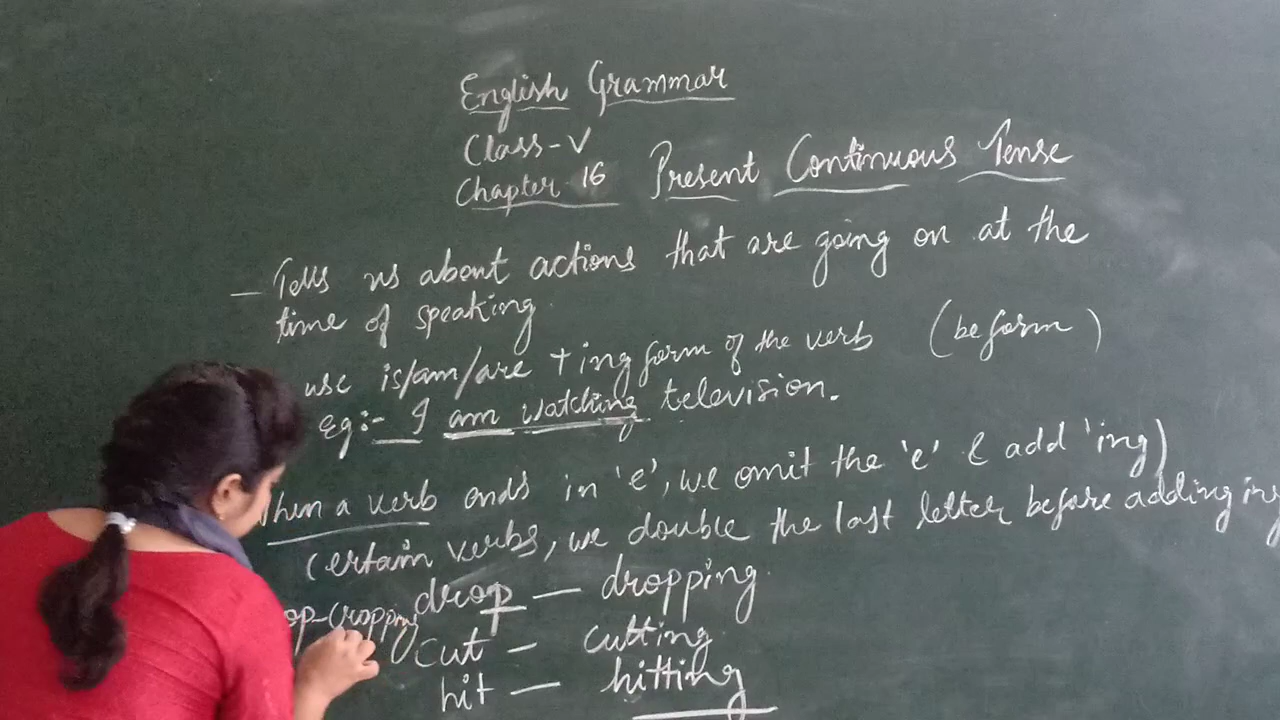 English Grammar
Class-V
Chapter 16 Present Continuous Tense
— Tells us about actions that are going on at the
time of speaking.
use is/am/are + ing form of the verb (be form)
eg:- I am watching television.
When a verb ends in 'e', we omit the 'e' & add 'ing)
Certain verbs, we double the last letter before adding ing
drop — dropping
cropping
cut — cutting
hit — hitting